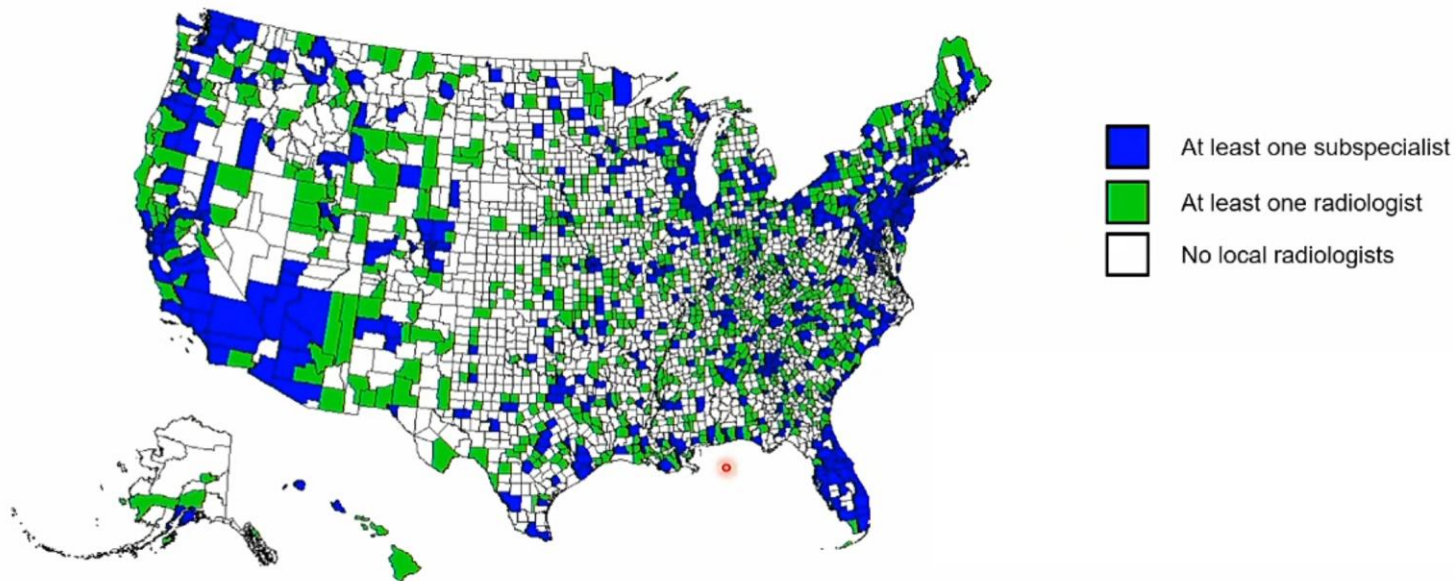 At least one subspecialist
At least one radiologist
No local radiologists